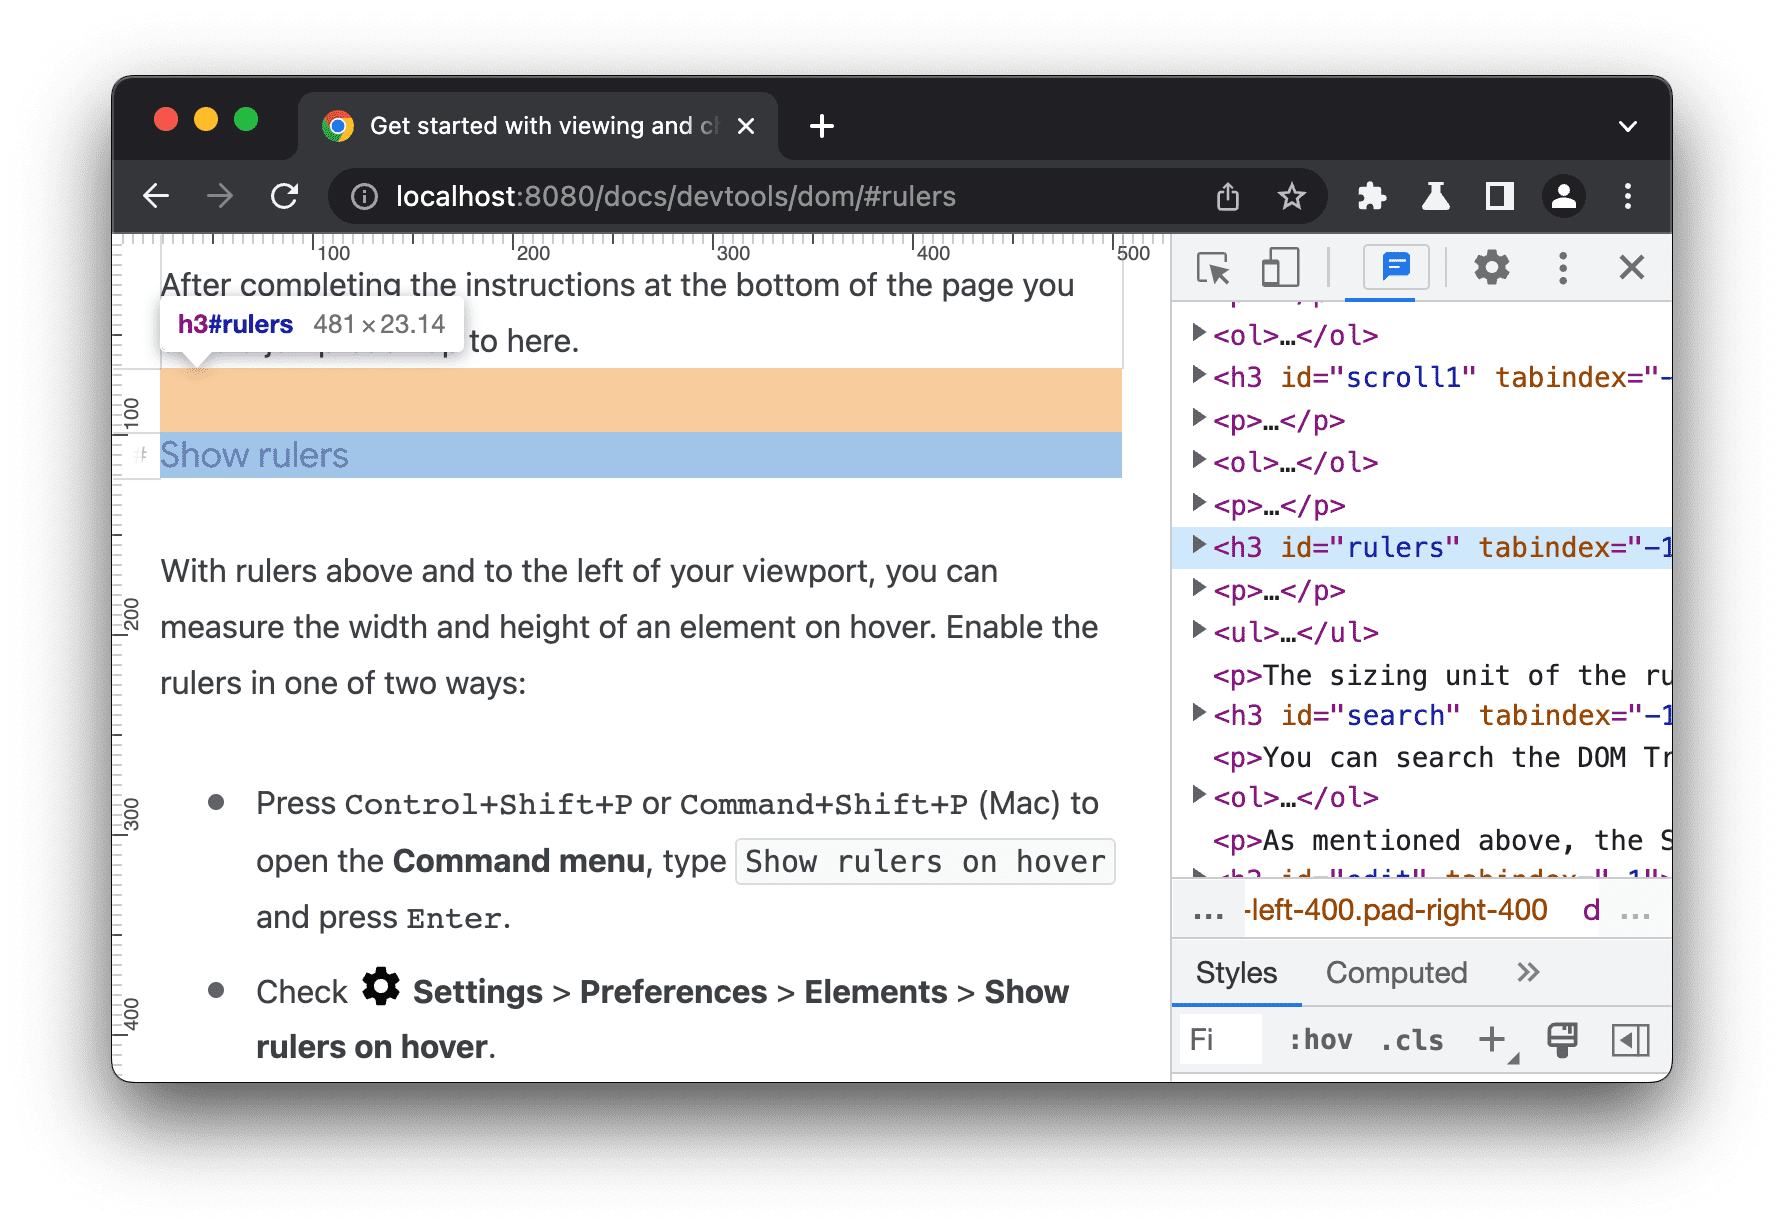 Get started with viewing and ch
localhost:8080/docs/devtools/dom/#rulers
100 200 300 400 500
After completing the instructions at the bottom of the page you
h3#rulers 481 × 23.14
to here.
100
# Show rulers
With rulers above and to the left of your viewport, you can
200
measure the width and height of an element on hover. Enable the
rulers in one of two ways:
300
Press Control+Shift+P or Command+Shift+P (Mac) to
open the Command menu, type Show rulers on hover
and press Enter.
400
Check Settings > Preferences > Elements > Show
rulers on hover.
<ol>…</ol>
<h3 id="scroll1" tabindex="-
<p>…</p>
<ol>…</ol>
<p>…</p>
<h3 id="rulers" tabindex="-1
<p>…</p>
<ul>…</ul>
<p>The sizing unit of the ru
<h3 id="search" tabindex="-1
<p>You can search the DOM Tr
<ol>…</ol>
<p>As mentioned above, the S
<h3 id="edit" tabindex="-1">
... -left-400.pad-right-400 d ...
Styles Computed »
Fi :hov .cls +